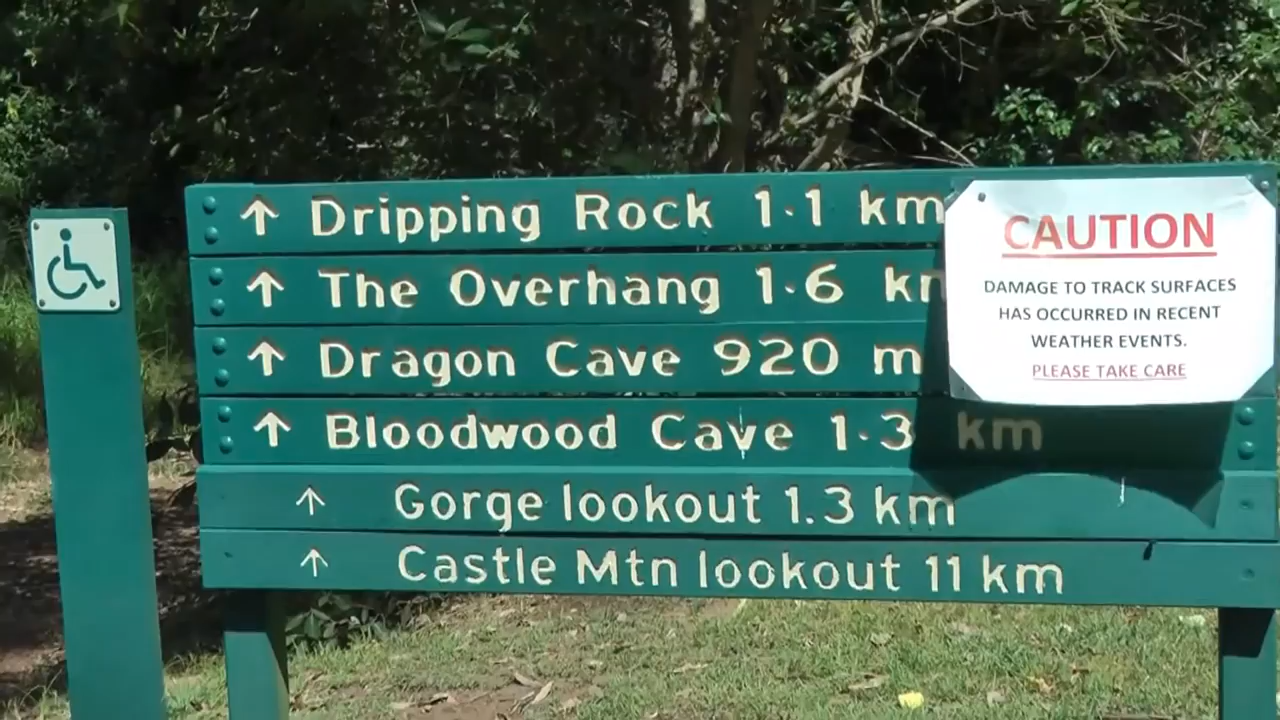 ↑ Dripping Rock 1·1 km
↑ The Overhang 1·6 km
↑ Dragon Cave 920 m
↑ Bloodwood Cave 1·3 km
↑ Gorge lookout 1.3 km
↑ Castle Mtn lookout 11 km
CAUTION
DAMAGE TO TRACK SURFACES
HAS OCCURRED IN RECENT
WEATHER EVENTS.
PLEASE TAKE CARE